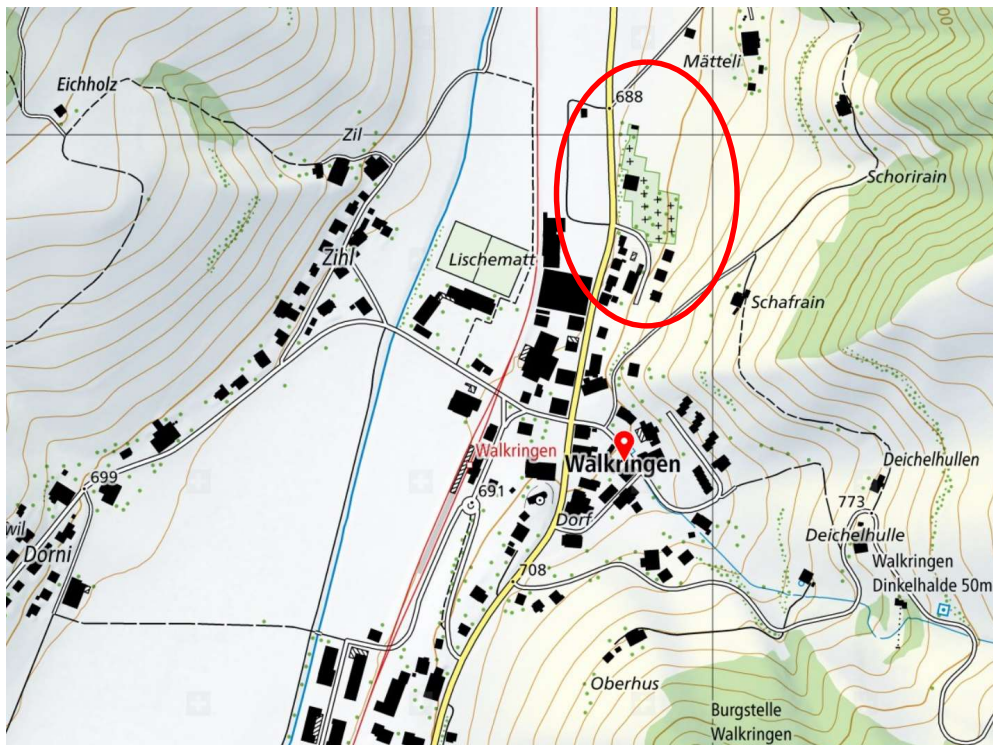 688
Mätteli
Eichholz
Zil
Schorirain
Zihl
Lischematt
Schafrain
Walkringen
Walkringen
Deichelhullen
699
691
773
Dorf
Deichelhulle
wil
Dorni
Walkringen
Dinkelhalde 50m
708
Oberhus
Burgstelle
Walkringen